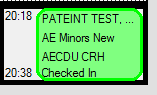 20:18 PATEINT TEST, ...
AE Minors New
AECDU CRH
20:38 Checked In